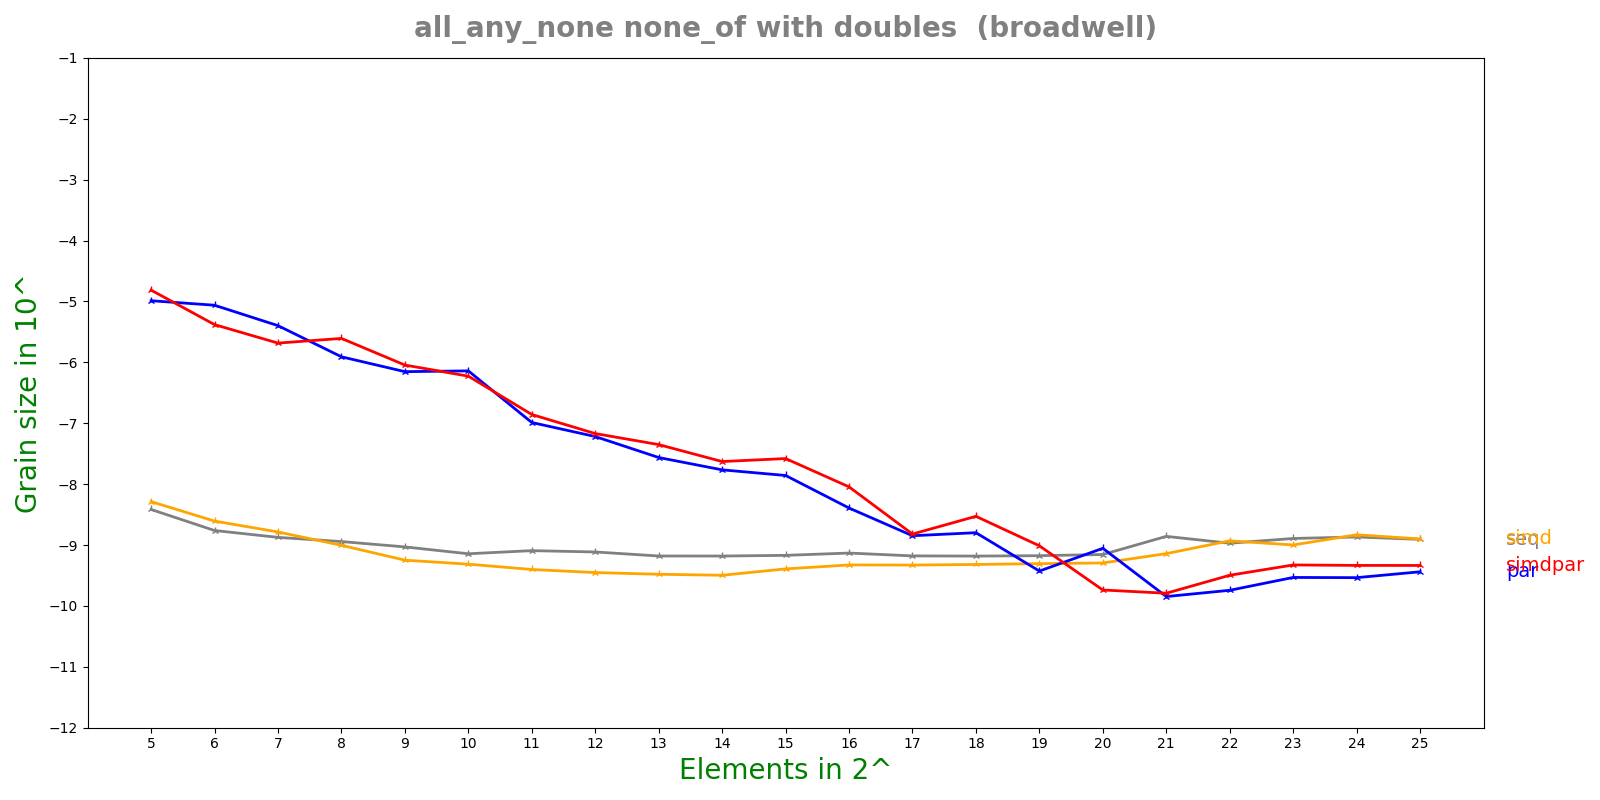 all_any_none none_of with doubles  (broadwell)
Grain size in 10^
−1
−2
−3
−4
−5
−6
−7
−8
−9
−10
−11
−12
5 6 7 8 9 10 11 12 13 14 15 16 17 18 19 20 21 22 23 24 25
Elements in 2^
simd
seq
simdpar
par